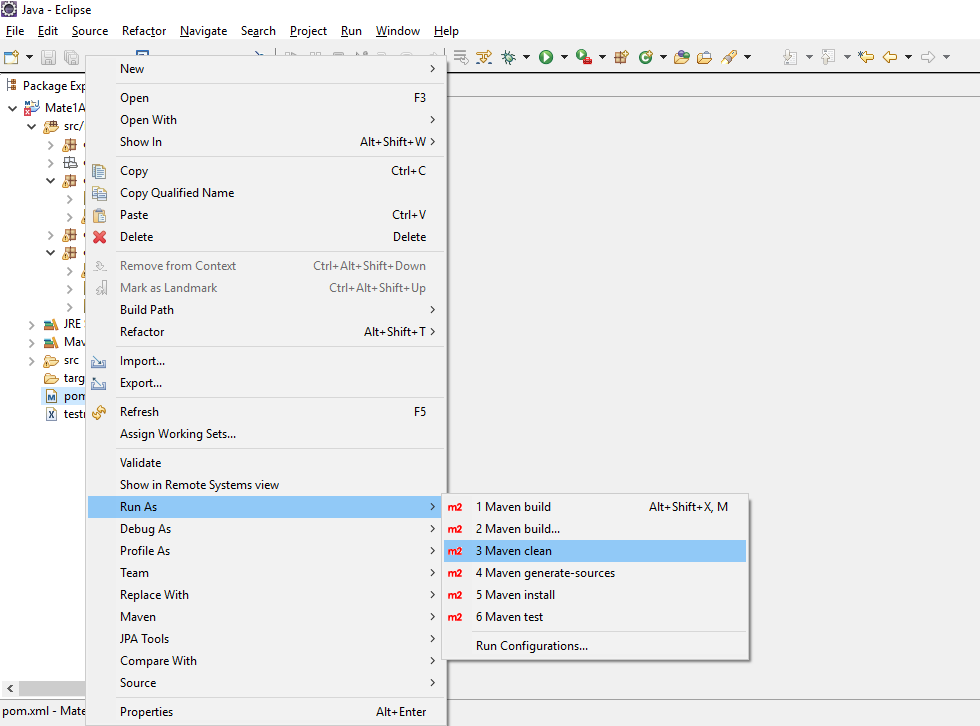 Java - Eclipse
File Edit Source Refactor Navigate Search Project Run Window Help
Package Exp
Mate1A
src/
JRE
Mav
src
targ
pom
test
New
Open F3
Open With
Show In Alt+Shift+W
Copy Ctrl+C
Copy Qualified Name
Paste Ctrl+V
Delete Delete
Remove from Context Ctrl+Alt+Shift+Down
Mark as Landmark Ctrl+Alt+Shift+Up
Build Path
Refactor Alt+Shift+T
Import...
Export...
Refresh F5
Assign Working Sets...
Validate
Show in Remote Systems view
Run As
Debug As
Profile As
Team
Replace With
Maven
JPA Tools
Compare With
Source
Properties Alt+Enter
m2 1 Maven build Alt+Shift+X, M
m2 2 Maven build...
m2 3 Maven clean
m2 4 Maven generate-sources
m2 5 Maven install
m2 6 Maven test
Run Configurations...
pom.xml - Mate